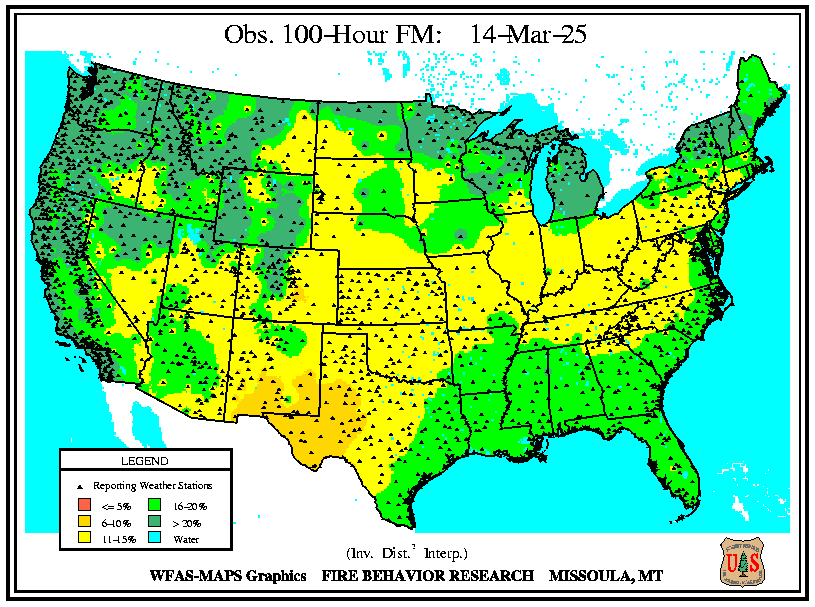 Obs. 100-Hour FM: 14-Mar-25
LEGEND
Reporting Weather Stations
<= 5% 16-20%
6-10% > 20%
11-15% Water
(Inv. Dist.² Interp.)
WFAS-MAPS Graphics FIRE BEHAVIOR RESEARCH MISSOULA, MT
U S